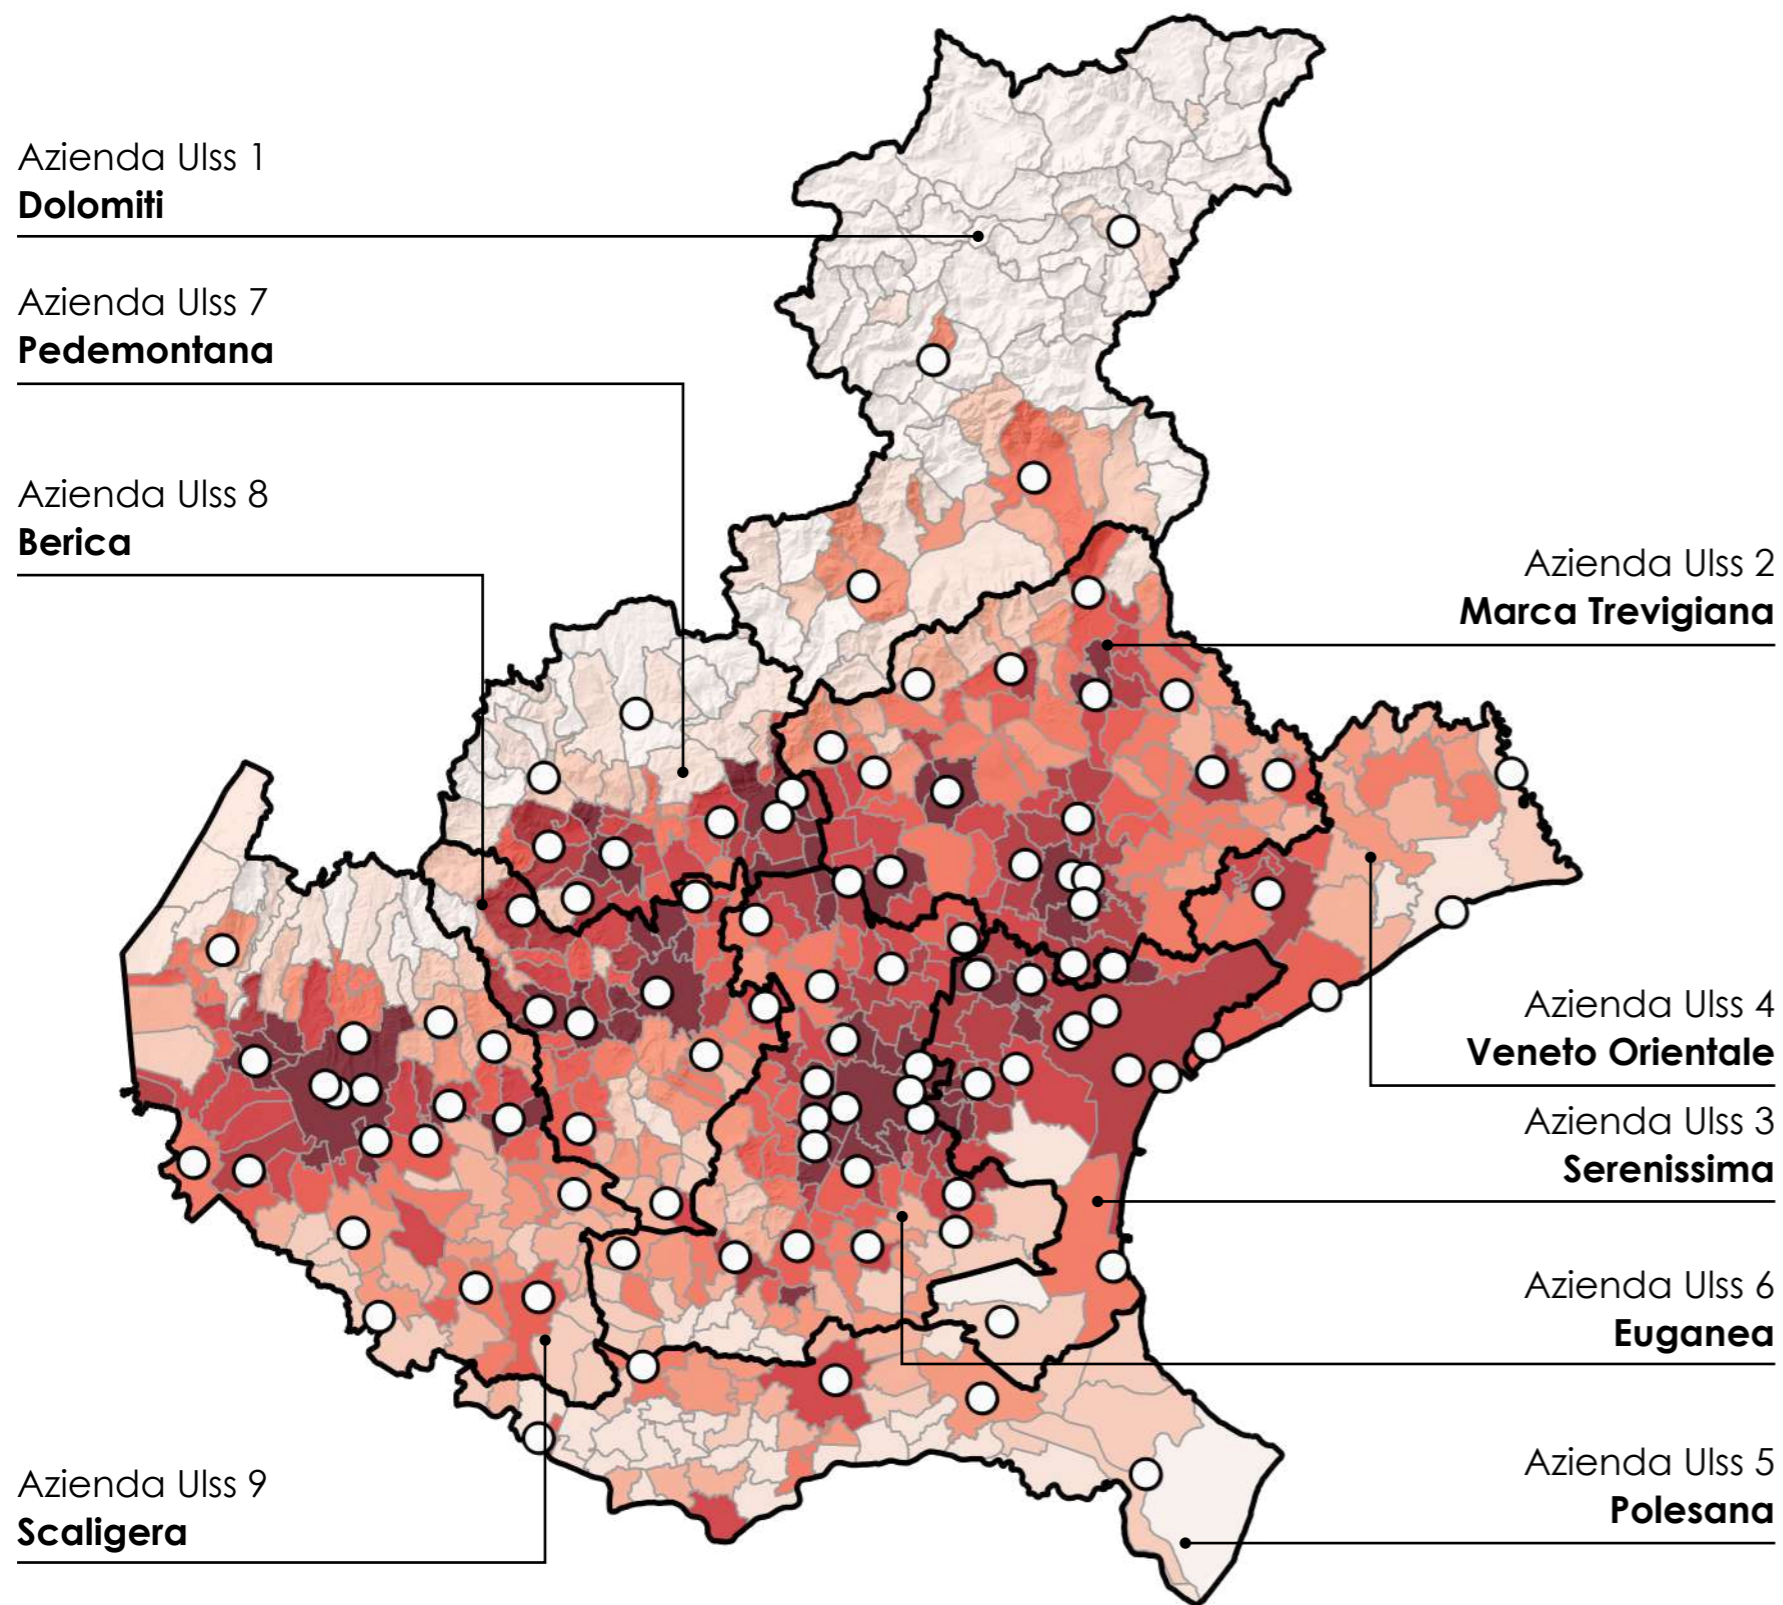 Azienda Ulss 1
Dolomiti
Azienda Ulss 7
Pedemontana
Azienda Ulss 8
Berica
Azienda Ulss 2
Marca Trevigiana
Azienda Ulss 4
Veneto Orientale
Azienda Ulss 3
Serenissima
Azienda Ulss 6
Euganea
Azienda Ulss 5
Polesana
Azienda Ulss 9
Scaligera